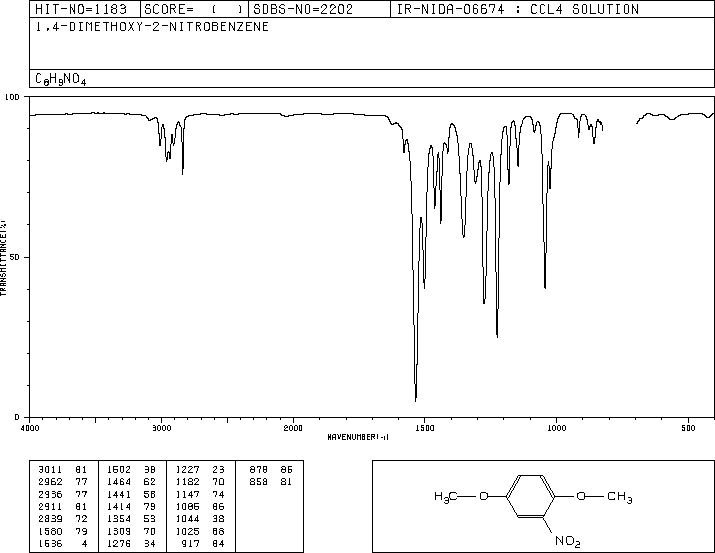 HIT-NO=1183 SCORE= ( ) SDBS-NO=2202 IR-NIDA-06674 : CCL4 SOLUTION
1,4-DIMETHOXY-2-NITROBENZENE
C8H9NO4
100
50
0
TRANSMITTANCE(%)
4000 3000 2000 1500 1000 500
WAVENUMBER(-1)
3011 81 1502 38 1227 23 878 86
2962 77 1464 62 1182 70 858 81
2936 77 1441 56 1147 74
2911 81 1414 79 1086 86
2839 72 1354 53 1044 38
1580 79 1309 70 1025 68
1536 4 1276 34 917 84
H3C O O CH3
NO2